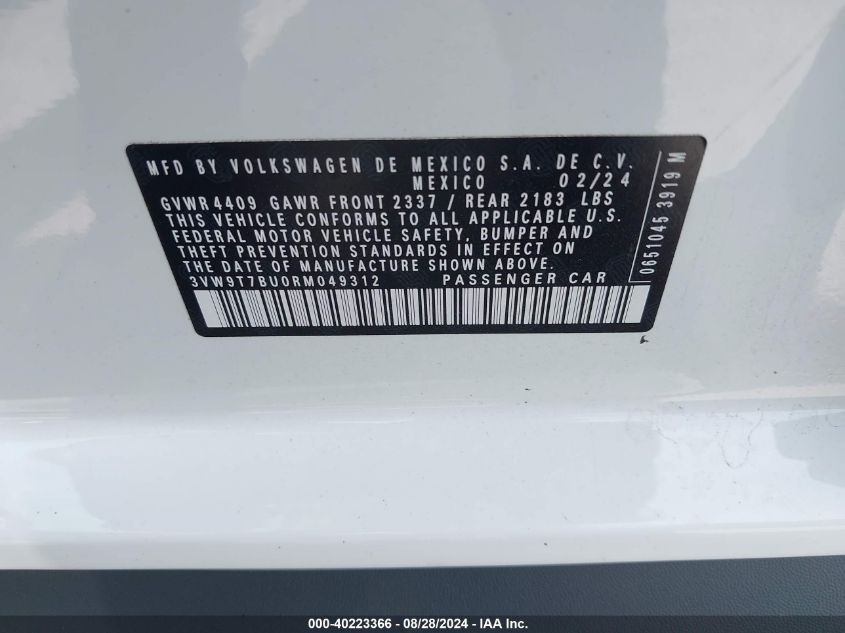 MFD BY VOLKSWAGEN DE MEXICO S.A. DE C.V.
MEXICO 02/24
GVWR 4409 GAWR FRONT 2337 / REAR 2183 LBS
THIS VEHICLE CONFORMS TO ALL APPLICABLE U.S.
FEDERAL MOTOR VEHICLE SAFETY, BUMPER AND
THEFT PREVENTION STANDARDS IN EFFECT ON
THE DATE OF MANUFACTURE SHOWN ABOVE.
3VW9T7BU0RM049312 PASSENGER CAR
0651045 3919 M
000-40223366 - 08/28/2024 - IAA Inc.